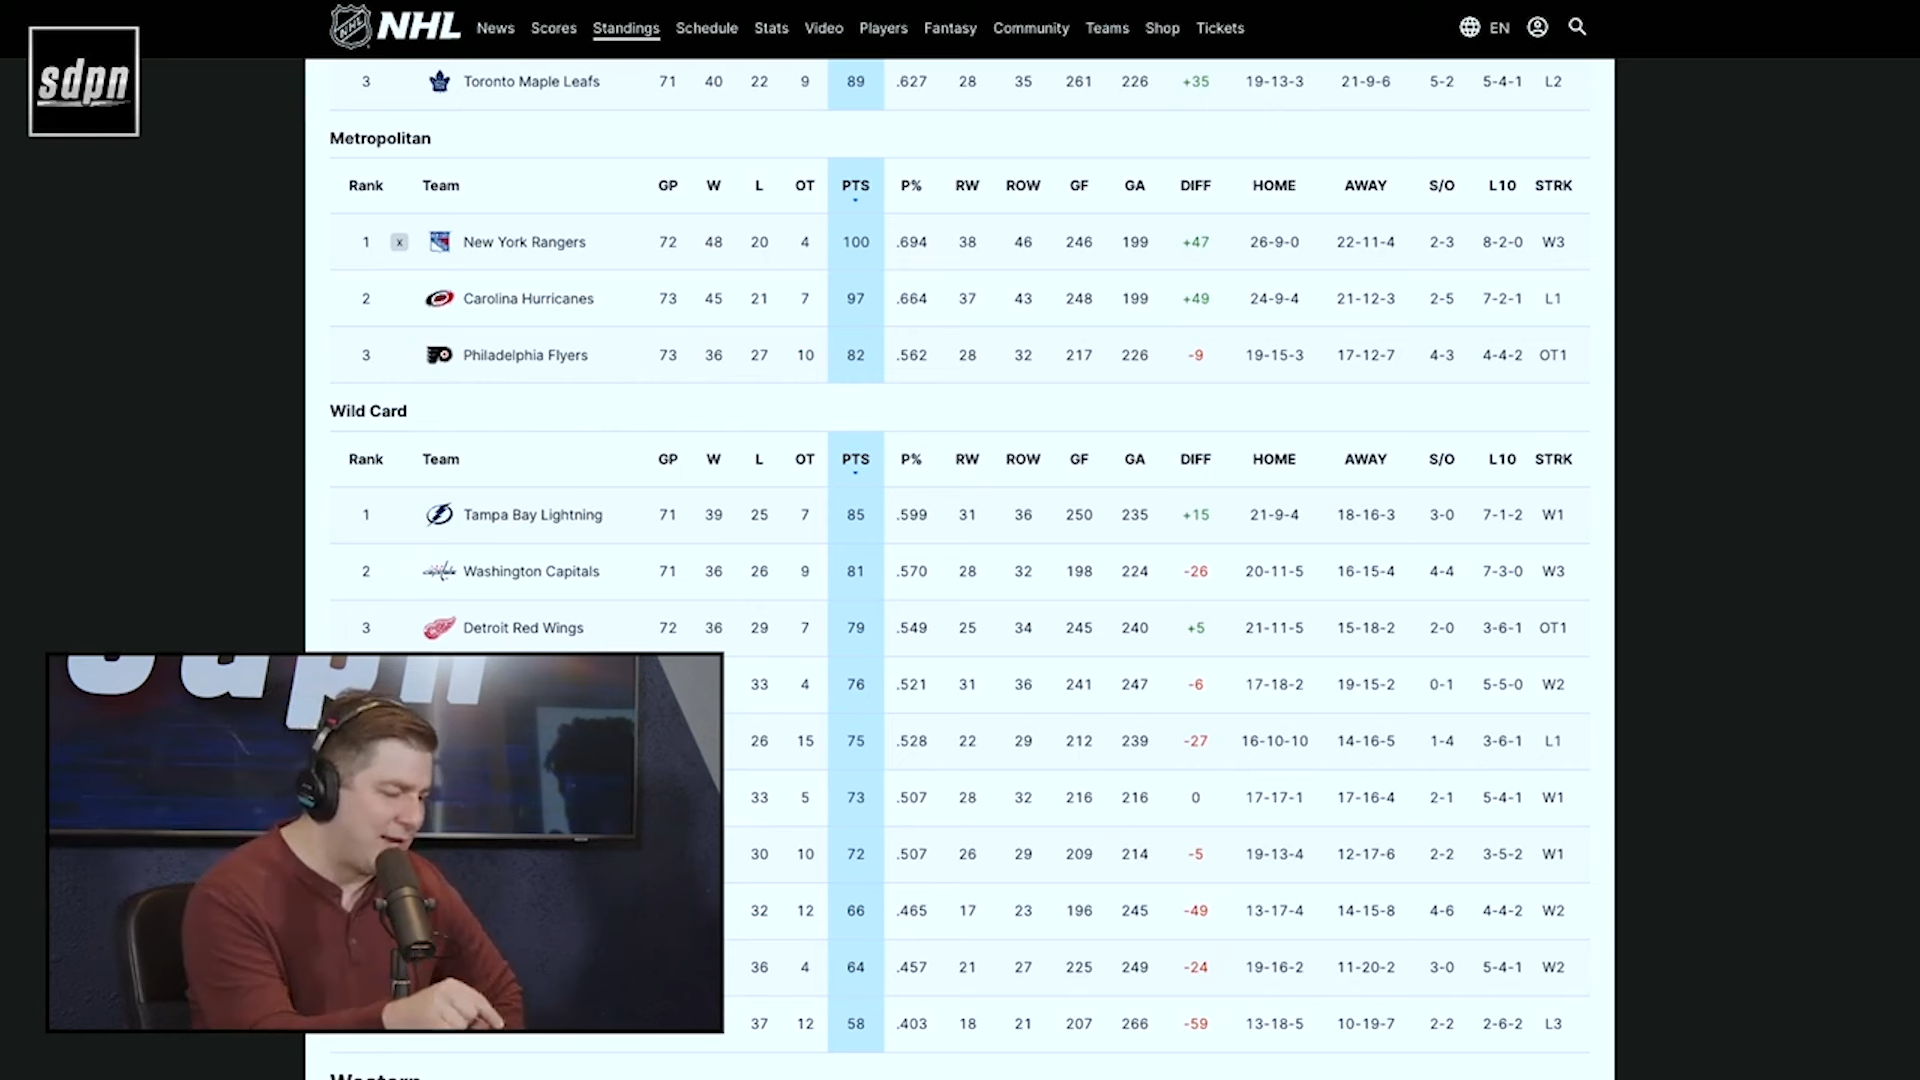 NHL News Scores Standings Schedule Stats Video Players Fantasy Community Teams Shop Tickets EN
sdpn
3 Toronto Maple Leafs 71 40 22 9 89 .627 28 35 261 226 +35 19-13-3 21-9-6 5-2 5-4-1 L2
Metropolitan
Rank Team GP W L OT PTS P% RW ROW GF GA DIFF HOME AWAY S/O L10 STRK
1 x New York Rangers 72 48 20 4 100 .694 38 46 246 199 +47 26-9-0 22-11-4 2-3 8-2-0 W3
2 Carolina Hurricanes 73 45 21 7 97 .664 37 43 248 199 +49 24-9-4 21-12-3 2-5 7-2-1 L1
3 Philadelphia Flyers 73 36 27 10 82 .562 28 32 217 226 -9 19-15-3 17-12-7 4-3 4-4-2 OT1
Wild Card
Rank Team GP W L OT PTS P% RW ROW GF GA DIFF HOME AWAY S/O L10 STRK
1 Tampa Bay Lightning 71 39 25 7 85 .599 31 36 250 235 +15 21-9-4 18-16-3 3-0 7-1-2 W1
2 Washington Capitals 71 36 26 9 81 .570 28 32 198 224 -26 20-11-5 16-15-4 4-4 7-3-0 W3
3 Detroit Red Wings 72 36 29 7 79 .549 25 34 245 240 +5 21-11-5 15-18-2 2-0 3-6-1 OT1
33 4 76 .521 31 36 241 247 -6 17-18-2 19-15-2 0-1 5-5-0 W2
26 15 75 .528 22 29 212 239 -27 16-10-10 14-16-5 1-4 3-6-1 L1
33 5 73 .507 28 32 216 216 0 17-17-1 17-16-4 2-1 5-4-1 W1
30 10 72 .507 26 29 209 214 -5 19-13-4 12-17-6 2-2 3-5-2 W1
32 12 66 .465 17 23 196 245 -49 13-17-4 14-15-8 4-6 4-4-2 W2
36 4 64 .457 21 27 225 249 -24 19-16-2 11-20-2 3-0 5-4-1 W2
37 12 58 .403 18 21 207 266 -59 13-18-5 10-19-7 2-2 2-6-2 L3
sdpn
Western